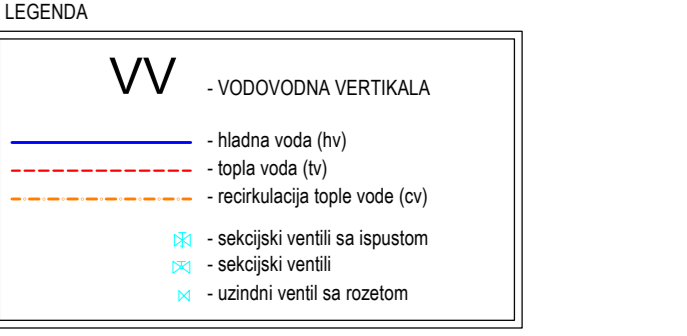 LEGENDA
VV - VODOVODNA VERTIKALA
- hladna voda (hv)
- topla voda (tv)
- recirkulacija tople vode (cv)
- sekcijski ventili sa ispustom
- sekcijski ventili
- uzindni ventil sa rozetom